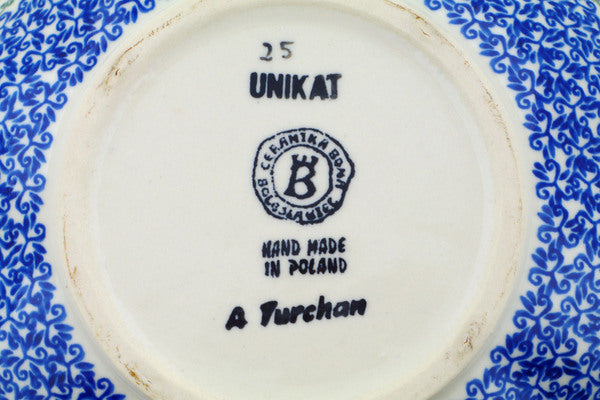 25
UNIKAT
CERAMIKA BONA
B
BOLESŁAWIEC
HAND MADE
IN POLAND
A Turchan